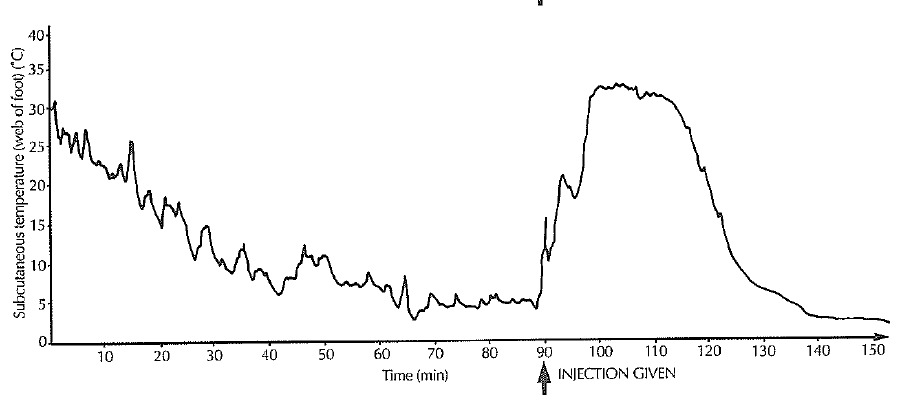 Subcutaneous temperature (web of foot) (°C)
40
35
30
25
20
15
10
5
0
10 20 30 40 50 60 70 80 90 100 110 120 130 140 150
Time (min)
INJECTION GIVEN